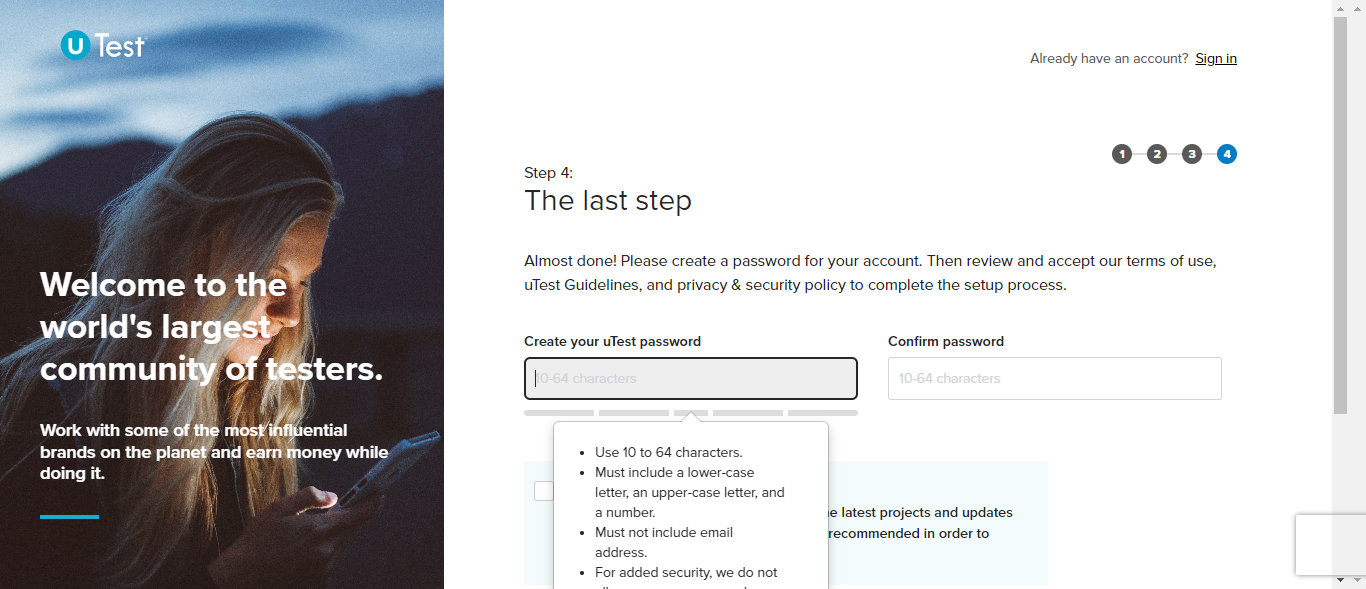 U Test
Already have an account? Sign in
1 2 3 4
Step 4:
The last step
Almost done! Please create a password for your account. Then review and accept our terms of use,
uTest Guidelines, and privacy & security policy to complete the setup process.
Create your uTest password
Confirm password
10-64 characters
10-64 characters
Use 10 to 64 characters.
Must include a lower-case
letter, an upper-case letter, and
a number.
Must not include email
address.
For added security, we do not
latest projects and updates
recommended in order to
Welcome to the
world's largest
community of testers.
Work with some of the most influential
brands on the planet and earn money while
doing it.